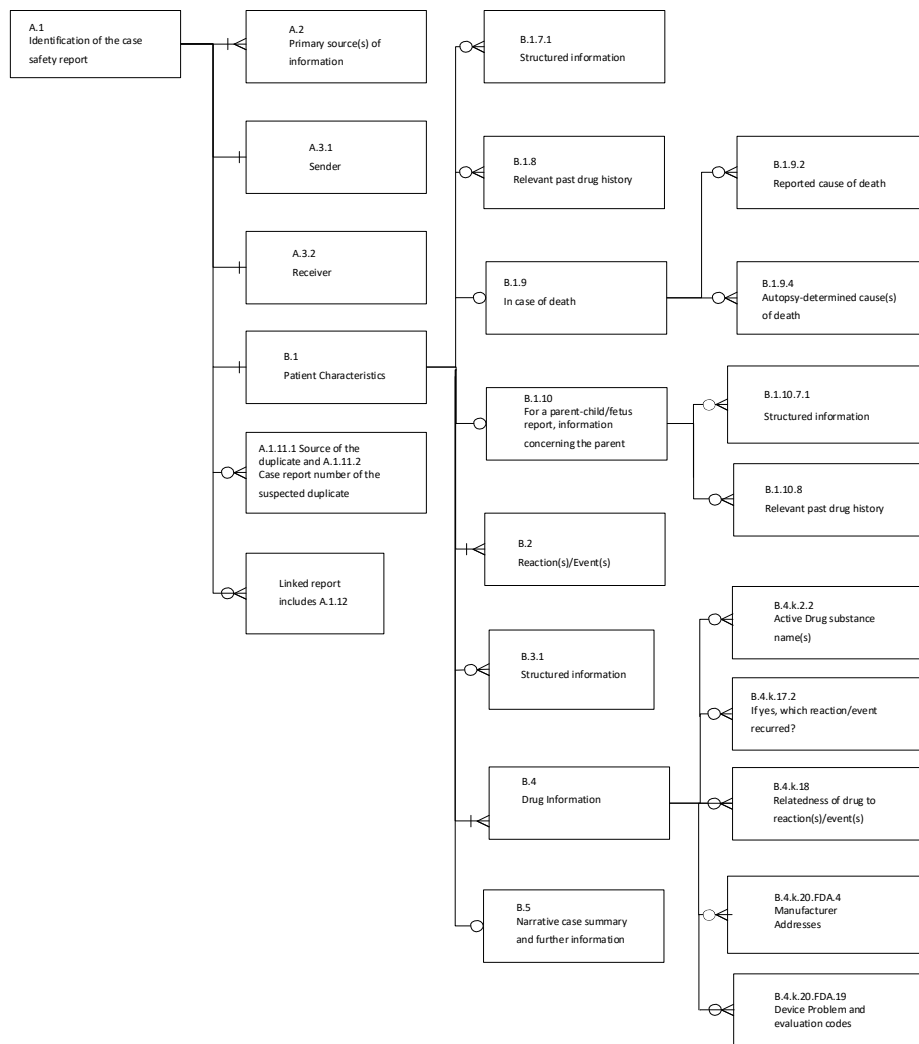 A.1
Identification of the case
safety report
A.2
Primary source(s) of
information
A.3.1
Sender
A.3.2
Receiver
B.1
Patient Characteristics
A.1.11.1 Source of the
duplicate and A.1.11.2
Case report number of the
suspected duplicate
Linked report
includes A.1.12
B.1.7.1
Structured information
B.1.8
Relevant past drug history
B.1.9
In case of death
B.1.10
For a parent-child/fetus
report, information
concerning the parent
B.2
Reaction(s)/Event(s)
B.3.1
Structured information
B.4
Drug Information
B.5
Narrative case summary
and further information
B.1.9.2
Reported cause of death
B.1.9.4
Autopsy-determined cause(s)
of death
B.1.10.7.1
Structured information
B.1.10.8
Relevant past drug history
B.4.k.2.2
Active Drug substance
name(s)
B.4.k.17.2
If yes, which reaction/event
recurred?
B.4.k.18
Relatedness of drug to
reaction(s)/event(s)
B.4.k.20.FDA.4
Manufacturer
Addresses
B.4.k.20.FDA.19
Device Problem and
evaluation codes